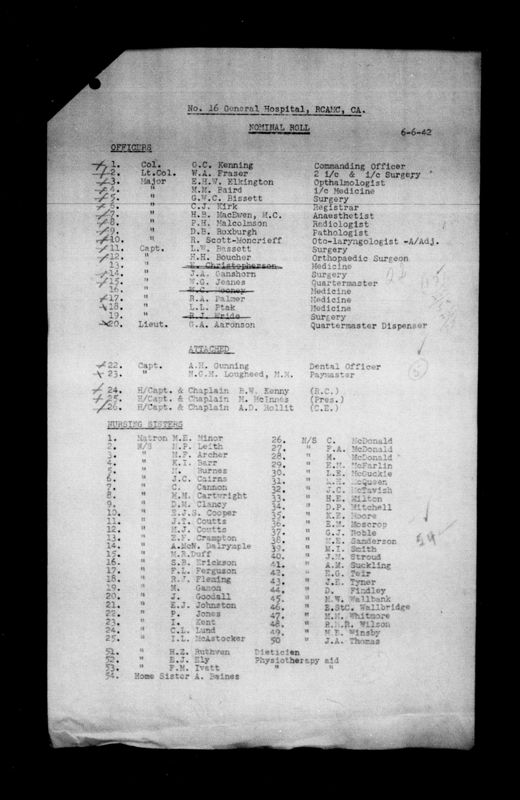 No. 16 General Hospital, RCAMC, CA.
NOMINAL ROLL
6-6-42
OFFICERS
1. Col. G.C. Kenning Commanding Officer
2. Lt.Col. W.A. Fraser 2 i/c & i/c Surgery
3. Major E.H.W. Elkington Opthalmologist
4. " M.M. Baird i/c Medicine
5. " G.W.C. Bissett Surgery
6. " C.J. Kirk Registrar
7. " H.B. MacEwen, M.C. Anaesthetist
8. " P.H. Malcolmson Radiologist
9. " D.B. Roxburgh Pathologist
10. " R. Scott-Moncrieff Oto-laryngologist -A/Adj.
11. Capt. L.W. Bassett Surgery
12. " H.H. Boucher Orthopaedic Surgeon
13. " Christopherson Medicine
14. " J.A. Ganshorn Surgery
15. " W.G. Jeanes Quartermaster
16. " M.C. Mooney Medicine
17. " R.A. Palmer Medicine
18. " L.L. Ptak Medicine
19. " R.J. Wride Surgery
20. Lieut. G.A. Aaronson Quartermaster Dispenser
ATTACHED
22. Capt. A.H. Gunning Dental Officer
23. " N.C.M. Lougheed, M.M. Paymaster
24. H/Capt. & Chaplain B.W. Kenny (R.C.)
25. H/Capt. & Chaplain M. McInnes (Pres.)
26. H/Capt. & Chaplain A.D. Rollit (C.E.)
NURSING SISTERS
1. Matron M.E. Minor
2. N/S M.P. Leith
3. " M.F. Archer
4. " K.I. Barr
5. " M. Burnes
6. " J.C. Cairns
7. " C. Cannon
8. " M.M. Cartwright
9. " D.M. Clancy
10. " E.J.S. Cooper
11. " J.I. Coutts
12. " M.J. Coutts
13. " E.F. Crampton
14. " A.McN. Dalrymple
15. " M.R.Duff
16. " S.B. Erickson
17. " F.L. Ferguson
18. " R.J. Fleming
19. " M. Ganon
20. " J. Goodall
21. " E.J. Johnston
22. " P. Jones
23. " I. Kent
24. " C.L. Lund
25. " I.L. McAstocker
26. N/S C. McDonald
27. " F.A. McDonald
28. " M. McDonald
29. " E.M. McFarlin
30. " L.E. McGuckie
31. " McQueen
32. " J.C. McTavish
33. " H.E. Milton
34. " D.P. Mitchell
35. " K.E. Moore
36. " E.M. Moscrop
37. " G.J. Noble
38. " M.E. Sanderson
39. " M.I. Smith
40. " J.M. Stroud
41. " A.M. Suckling
42. " E.G. Teir
43. " J.E. Tyner
44. " D. Findley
45. " M.W. Wallbank
46. " E.StC. Wallbridge
47. " M.H. Whitmore
48. " R.N.R. Wilson
49. " M.E. Winsby
50 " J.A. Thomas
51. " H.Z. Ruthven Dietician
52. " E.J. Ely Physiotherapy aid
53. " F.M. Ivatt " "
54. Home Sister A. Baines
54